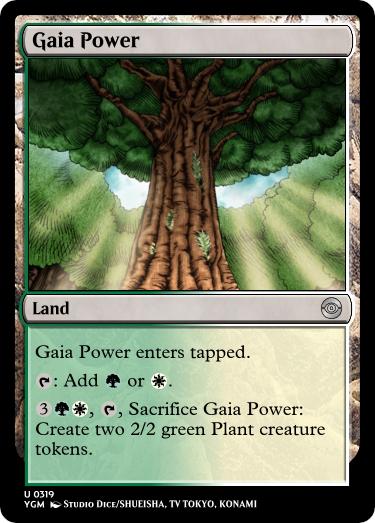 Gaia Power
Land
Gaia Power enters tapped.
: Add or .
3 , , Sacrifice Gaia Power:
Create two 2/2 green Plant creature
tokens.
U 0319
YGM Studio Dice/SHUEISHA, TV TOKYO, KONAMI